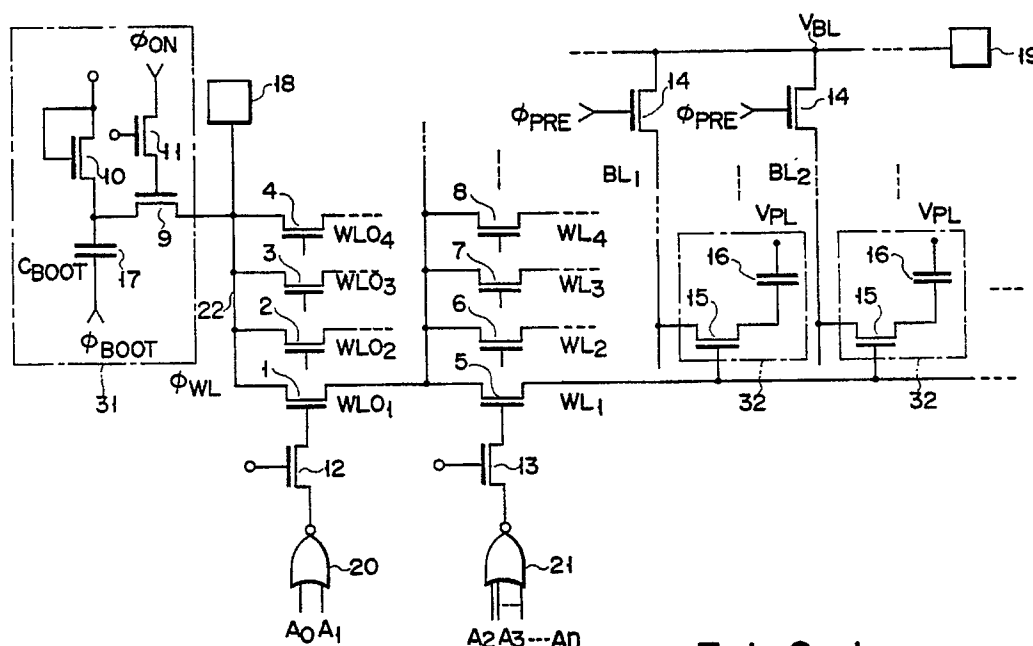 ϕON
VBL
18
19
14
14
ϕPRE
ϕPRE
11
10
BL1
BL2
4
8
VPL
VPL
9
WLO4
WL4
16
16
CBOOT
17
3
7
15
15
22
WLO3
WL3
2
6
ϕBOOT
WLO2
WL2
31
ϕWL
1
5
32
32
WLO1
WL1
12
13
20
21
A0 A1
A2 A3 ---An